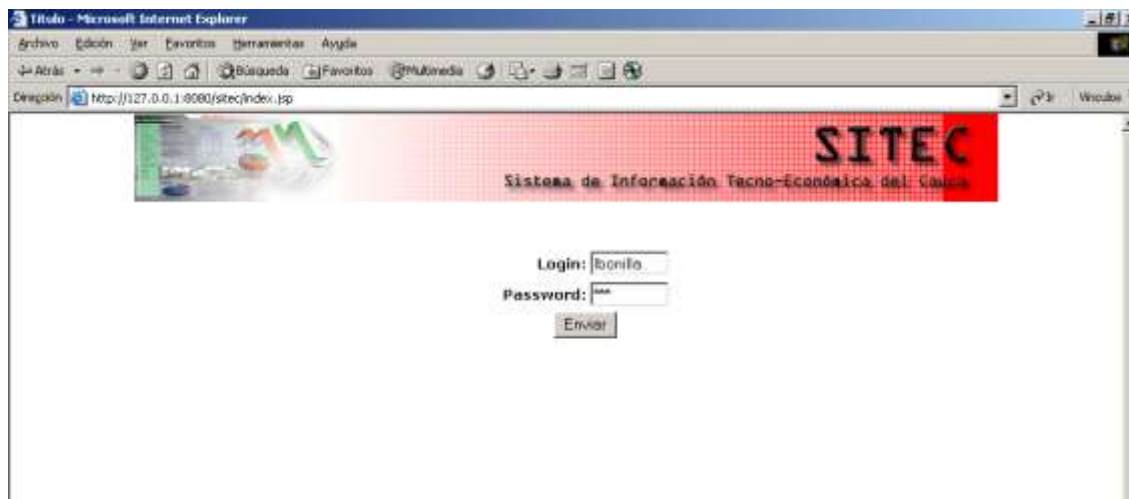 Titulo - Microsoft Internet Explorer
Archivo Edición Ver Favoritos Herramientas Ayuda
Atrás Búsqueda Favoritos Multimedia
Dirección http://127.0.0.1:8080/sitec/index.jsp Ir Vínculos
SITEC
Sistema de Información Tecno-Económica del Cauca
Login: lbonilla
Password: ***
Enviar